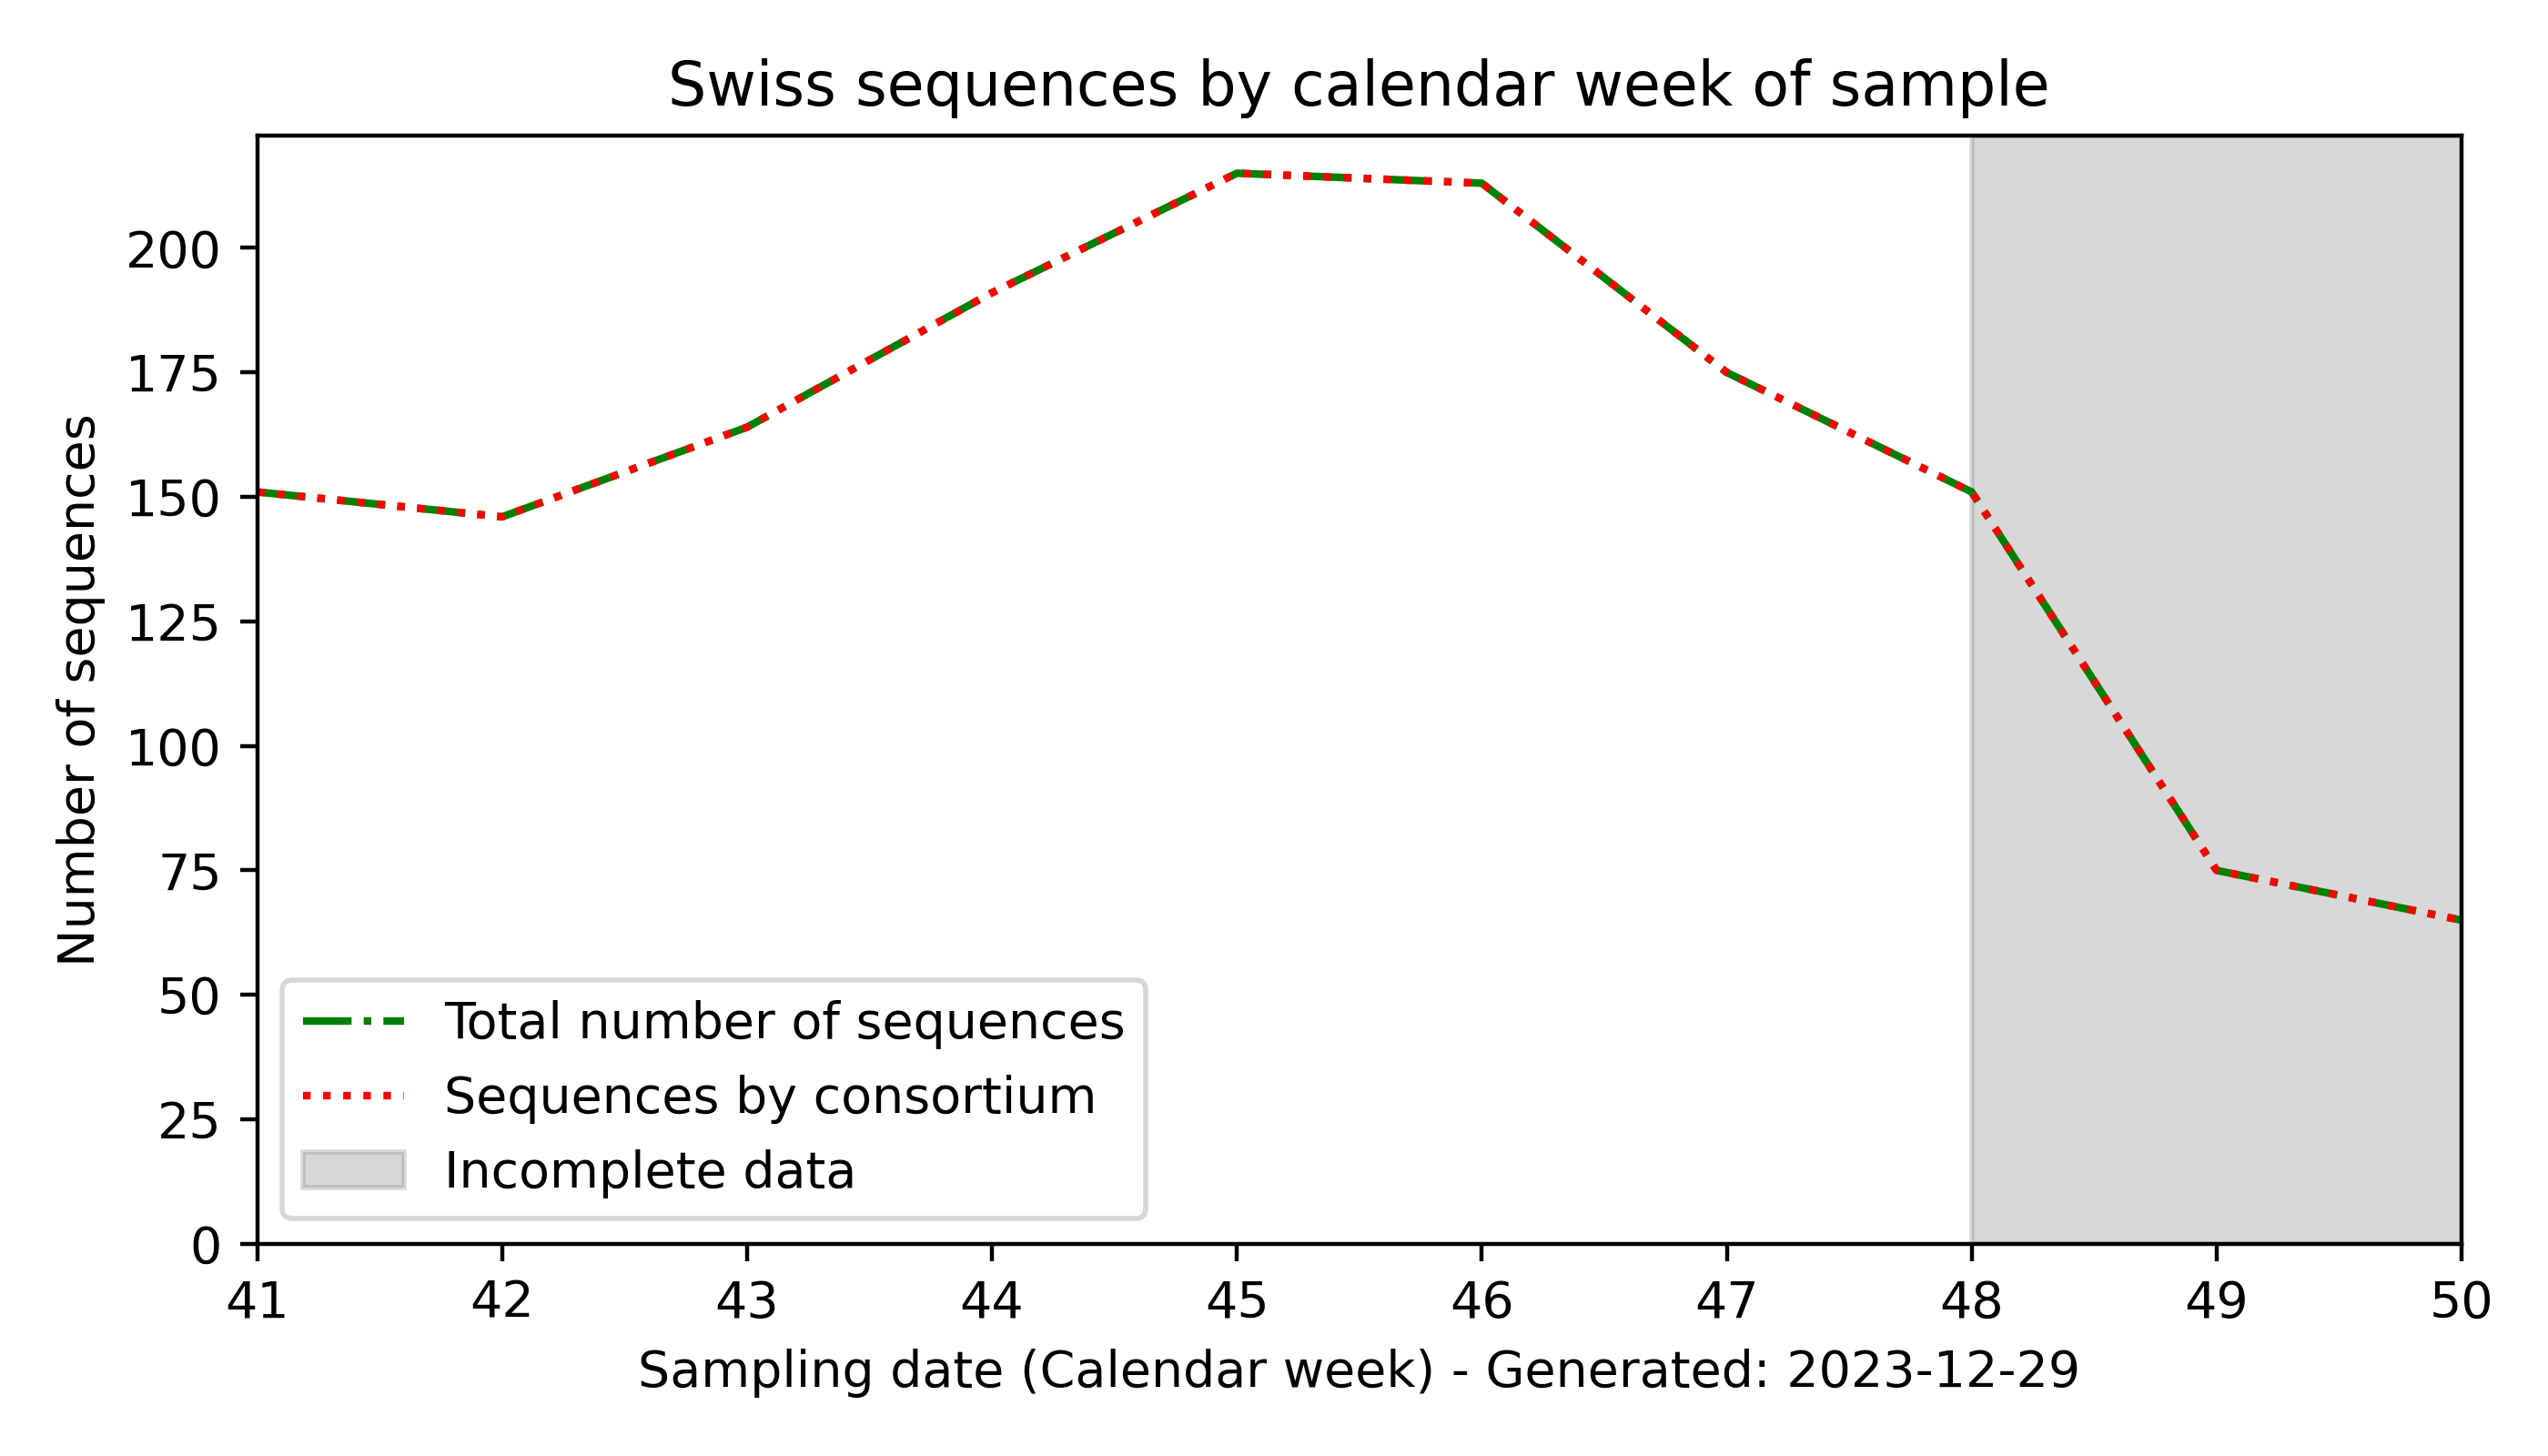 Swiss sequences by calendar week of sample
Number of sequences
200
175
150
125
100
75
50
25
0
Total number of sequences
Sequences by consortium
Incomplete data
41 42 43 44 45 46 47 48 49 50
Sampling date (Calendar week) - Generated: 2023-12-29